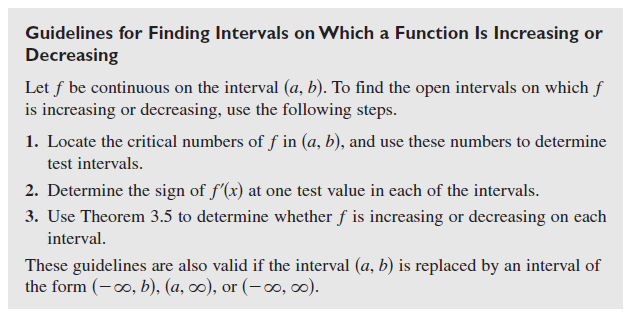 Guidelines for Finding Intervals on Which a Function Is Increasing or
Decreasing
Let f be continuous on the interval (a, b). To find the open intervals on which f
is increasing or decreasing, use the following steps.
1. Locate the critical numbers of f in (a, b), and use these numbers to determine
test intervals.
2. Determine the sign of f′(x) at one test value in each of the intervals.
3. Use Theorem 3.5 to determine whether f is increasing or decreasing on each
interval.
These guidelines are also valid if the interval (a, b) is replaced by an interval of
the form (−∞, b), (a, ∞), or (−∞, ∞).